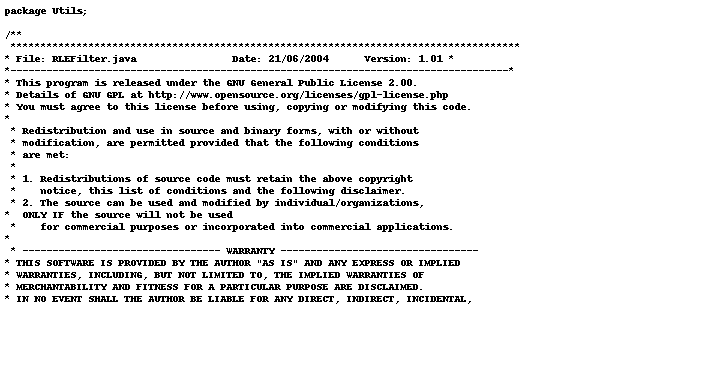 package Utils;
/**
*************************************************************************************
* File: RLEFilter.java Date: 21/06/2004 Version: 1.01 *
*-----------------------------------------------------------------------------------*
* This program is released under the GNU General Public License 2.00.
* Details of GNU GPL at http://www.opensource.org/licenses/gpl-license.php
* You must agree to this license before using, copying or modifying this code.
*
* Redistribution and use in source and binary forms, with or without
* modification, are permitted provided that the following conditions
* are met:
*
* 1. Redistributions of source code must retain the above copyright
* notice, this list of conditions and the following disclaimer.
* 2. The source can be used and modified by individual/organizations,
* ONLY IF the source will not be used
* for commercial purposes or incorporated into commercial applications.
*
* --------------------------------- WARRANTY ---------------------------------
* THIS SOFTWARE IS PROVIDED BY THE AUTHOR "AS IS" AND ANY EXPRESS OR IMPLIED
* WARRANTIES, INCLUDING, BUT NOT LIMITED TO, THE IMPLIED WARRANTIES OF
* MERCHANTABILITY AND FITNESS FOR A PARTICULAR PURPOSE ARE DISCLAIMED.
* IN NO EVENT SHALL THE AUTHOR BE LIABLE FOR ANY DIRECT, INDIRECT, INCIDENTAL,